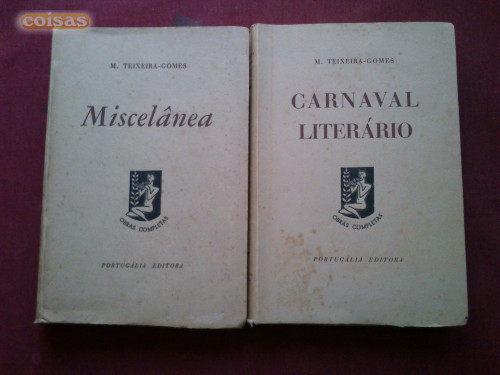 coisas
M. TEIXEIRA-GOMES
Miscelânea
OBRAS COMPLETAS
PORTUGÁLIA EDITORA
M. TEIXEIRA-GOMES
CARNAVAL
LITERÁRIO
OBRAS COMPLETAS
PORTUGÁLIA EDITORA